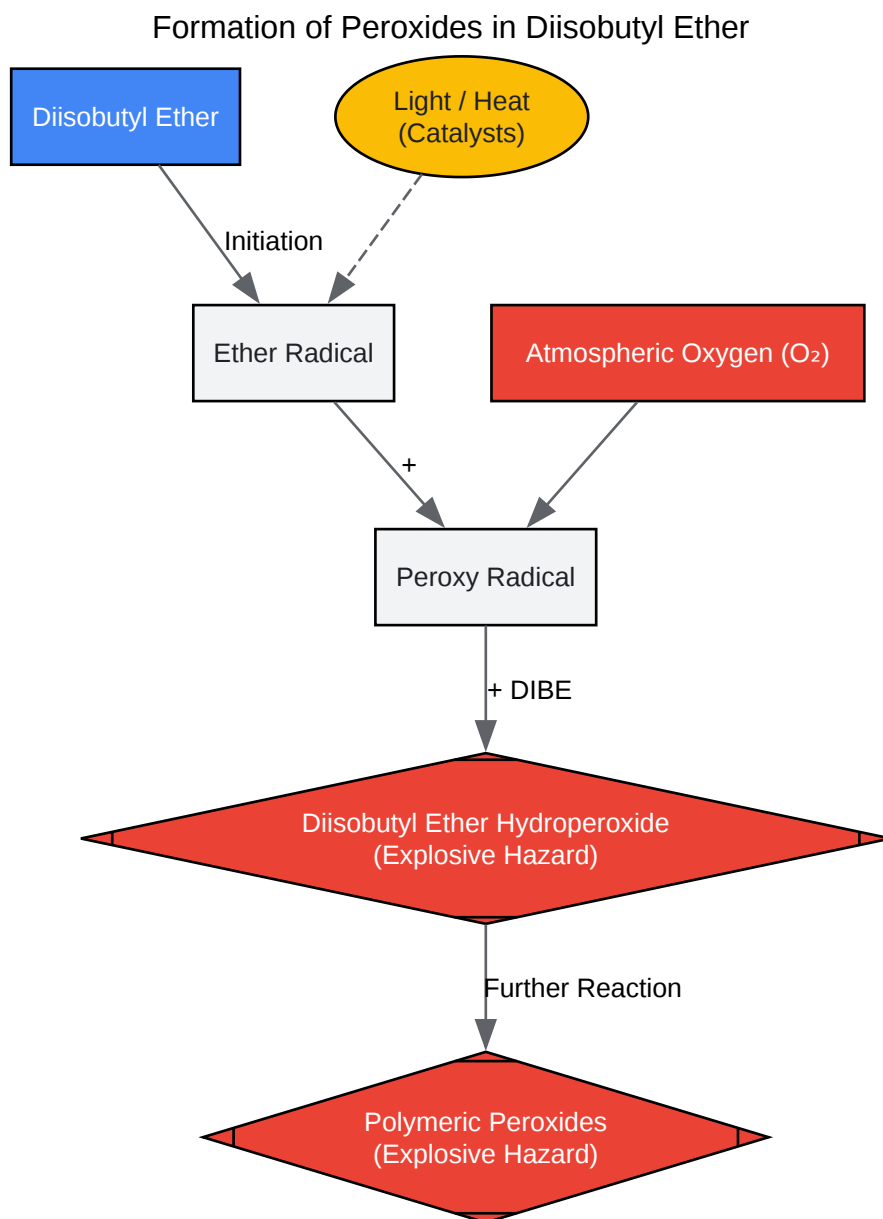 Formation of Peroxides in Diisobutyl Ether
Diisobutyl Ether
Light / Heat
(Catalysts)
Initiation
Ether Radical
Atmospheric Oxygen (O₂)
+
Peroxy Radical
+ DIBE
Diisobutyl Ether Hydroperoxide
(Explosive Hazard)
Further Reaction
Polymeric Peroxides
(Explosive Hazard)